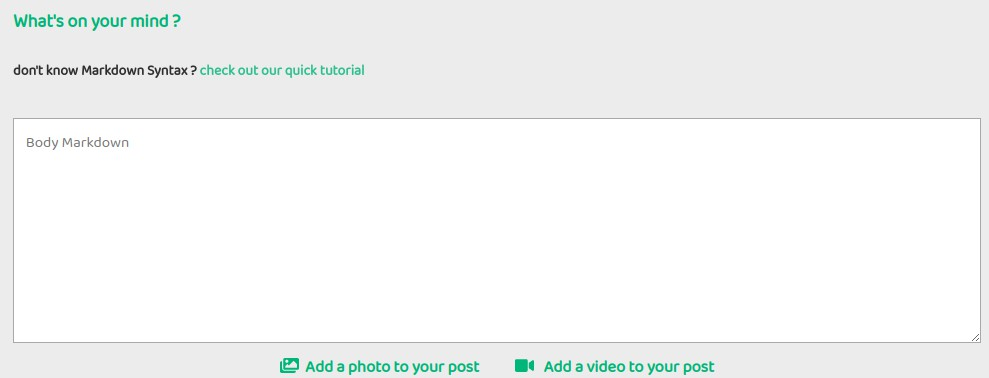 What's on your mind ?
don't know Markdown Syntax ? check out our quick tutorial
Body Markdown
Add a photo to your post Add a video to your post